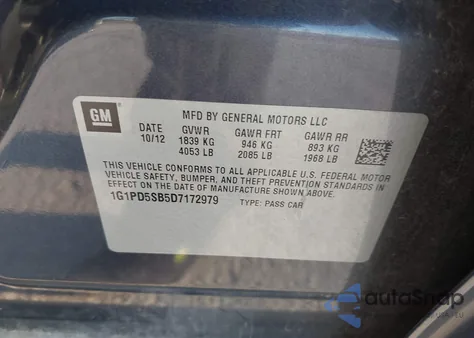 GM
MFD BY GENERAL MOTORS LLC
DATE GVWR GAWR FRT GAWR RR
10/12 1839 KG 946 KG 893 KG
4053 LB 2085 LB 1968 LB
THIS VEHICLE CONFORMS TO ALL APPLICABLE U.S. FEDERAL MOTOR
VEHICLE SAFETY, BUMPER, AND THEFT PREVENTION STANDARDS IN
EFFECT ON THE DATE OF MANUFACTURE SHOWN ABOVE.
1G1PD5SB5D7172979 TYPE: PASS CAR
autoSnap